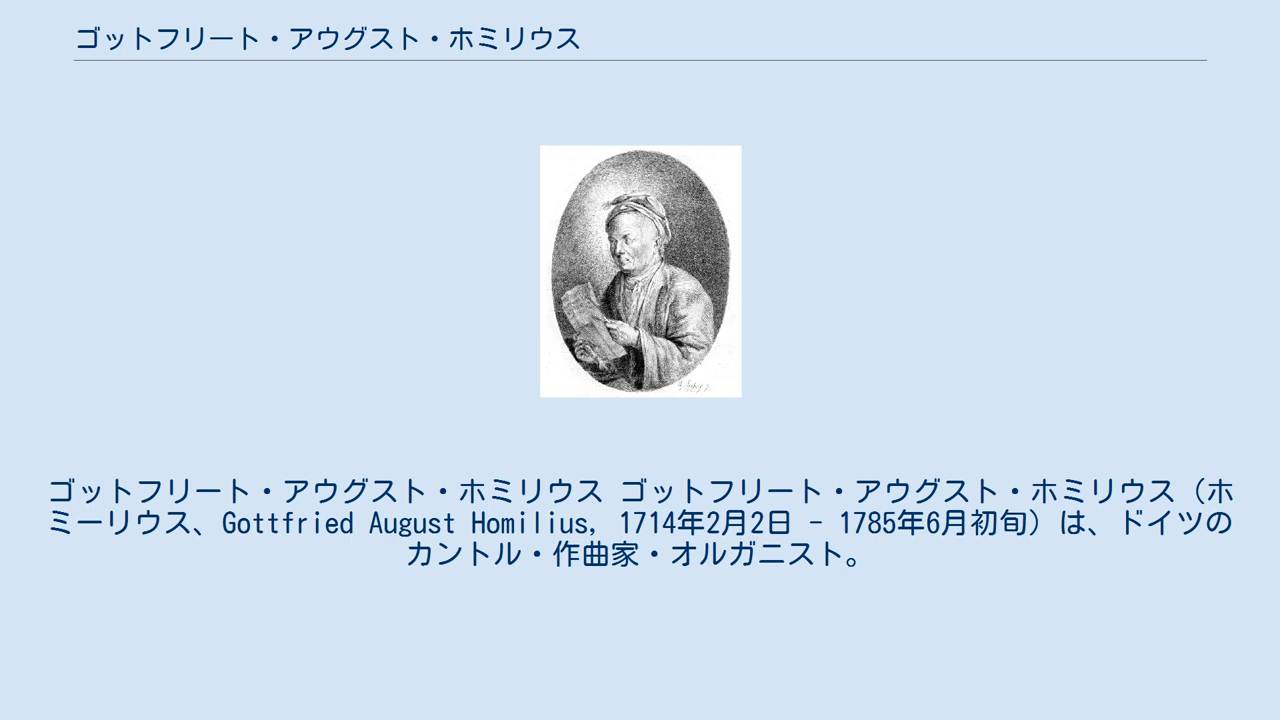 ゴットフリート・アウグスト・ホミリウス
ゴットフリート・アウグスト・ホミリウス ゴットフリート・アウグスト・ホミリウス（ホ
ミーリウス、Gottfried August Homilius, 1714年2月2日 - 1785年6月初旬）は、ドイツの
カントル・作曲家・オルガニスト。